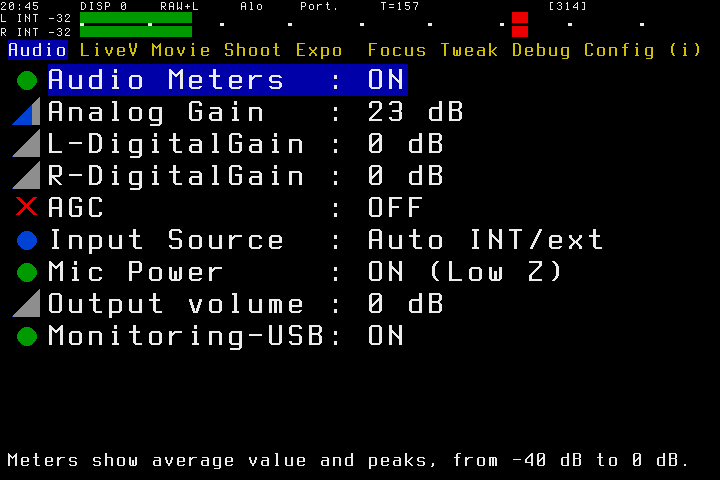 20:45 DISP 0 RAW+L Alo Port. T=157 [314]
L INT -32
R INT -32
Audio LiveV Movie Shoot Expo Focus Tweak Debug Config (i)
Audio Meters : ON
Analog Gain : 23 dB
L-DigitalGain : 0 dB
R-DigitalGain : 0 dB
AGC : OFF
Input Source : Auto INT/ext
Mic Power : ON (Low Z)
Output volume : 0 dB
Monitoring-USB: ON
Meters show average value and peaks, from -40 dB to 0 dB.